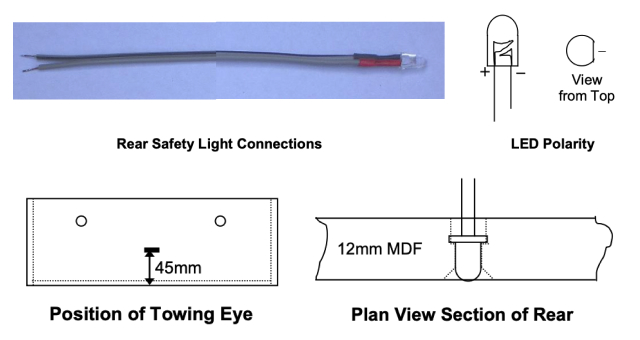 + −
−
View
from Top
Rear Safety Light Connections
LED Polarity
45mm
12mm MDF
Position of Towing Eye
Plan View Section of Rear